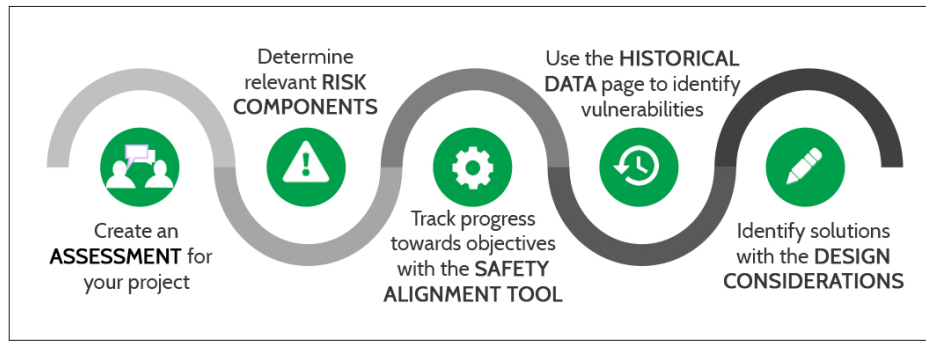 Create an
ASSESSMENT for
your project
Determine
relevant RISK
COMPONENTS
Track progress
towards objectives
with the SAFETY
ALIGNMENT TOOL
Use the HISTORICAL
DATA page to identify
vulnerabilities
Identify solutions
with the DESIGN
CONSIDERATIONS